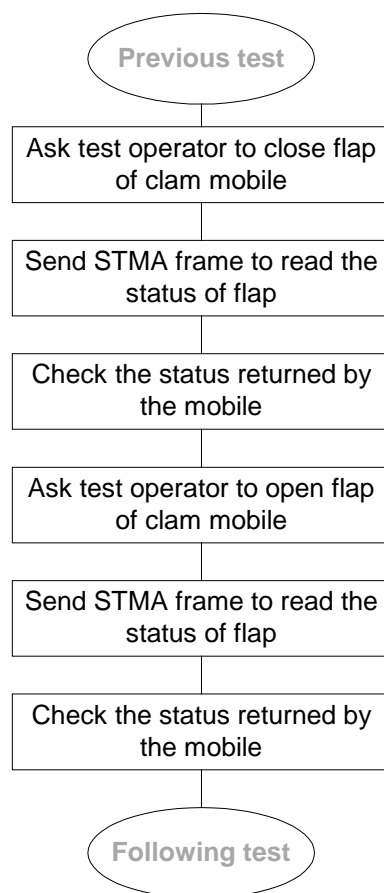 Previous test
Ask test operator to close flap
of clam mobile
Send STMA frame to read the
status of flap
Check the status returned by
the mobile
Ask test operator to open flap
of clam mobile
Send STMA frame to read the
status of flap
Check the status returned by
the mobile
Following test